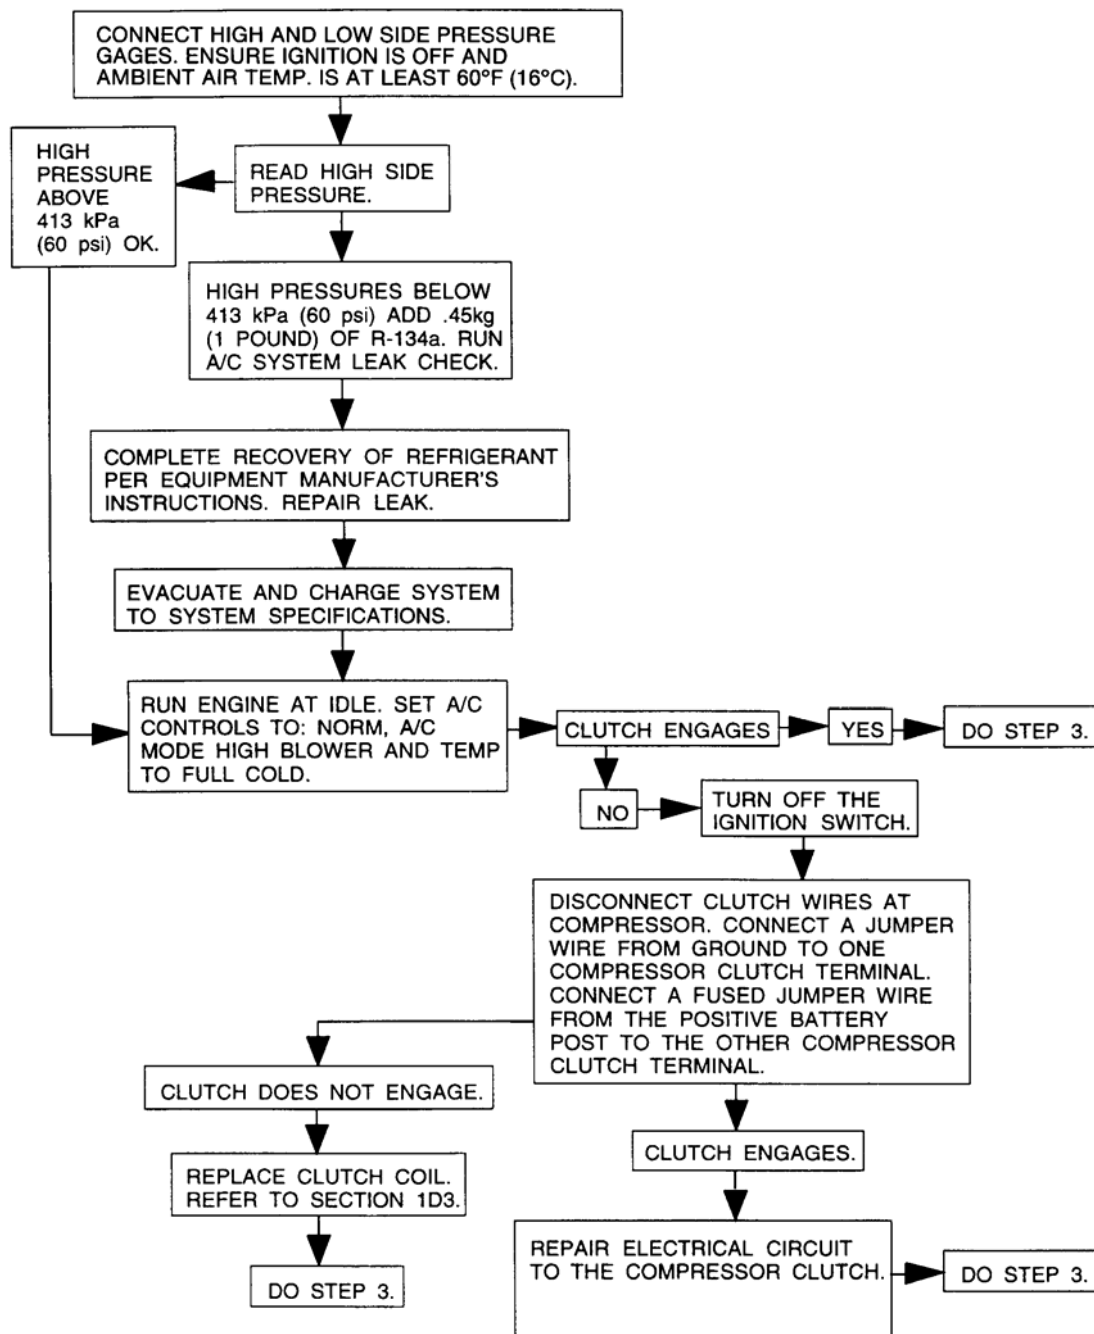 CONNECT HIGH AND LOW SIDE PRESSURE
GAGES. ENSURE IGNITION IS OFF AND
AMBIENT AIR TEMP. IS AT LEAST 60°F (16°C).
HIGH
PRESSURE
ABOVE
413 kPa
(60 psi) OK.
READ HIGH SIDE
PRESSURE.
HIGH PRESSURES BELOW
413 kPa (60 psi) ADD .45kg
(1 POUND) OF R-134a. RUN
A/C SYSTEM LEAK CHECK.
COMPLETE RECOVERY OF REFRIGERANT
PER EQUIPMENT MANUFACTURER'S
INSTRUCTIONS. REPAIR LEAK.
EVACUATE AND CHARGE SYSTEM
TO SYSTEM SPECIFICATIONS.
RUN ENGINE AT IDLE. SET A/C
CONTROLS TO: NORM, A/C
MODE HIGH BLOWER AND TEMP
TO FULL COLD.
CLUTCH ENGAGES
YES
DO STEP 3.
NO
TURN OFF THE
IGNITION SWITCH.
DISCONNECT CLUTCH WIRES AT
COMPRESSOR. CONNECT A JUMPER
WIRE FROM GROUND TO ONE
COMPRESSOR CLUTCH TERMINAL.
CONNECT A FUSED JUMPER WIRE
FROM THE POSITIVE BATTERY
POST TO THE OTHER COMPRESSOR
CLUTCH TERMINAL.
CLUTCH DOES NOT ENGAGE.
REPLACE CLUTCH COIL.
REFER TO SECTION 1D3.
DO STEP 3.
CLUTCH ENGAGES.
REPAIR ELECTRICAL CIRCUIT
TO THE COMPRESSOR CLUTCH.
DO STEP 3.